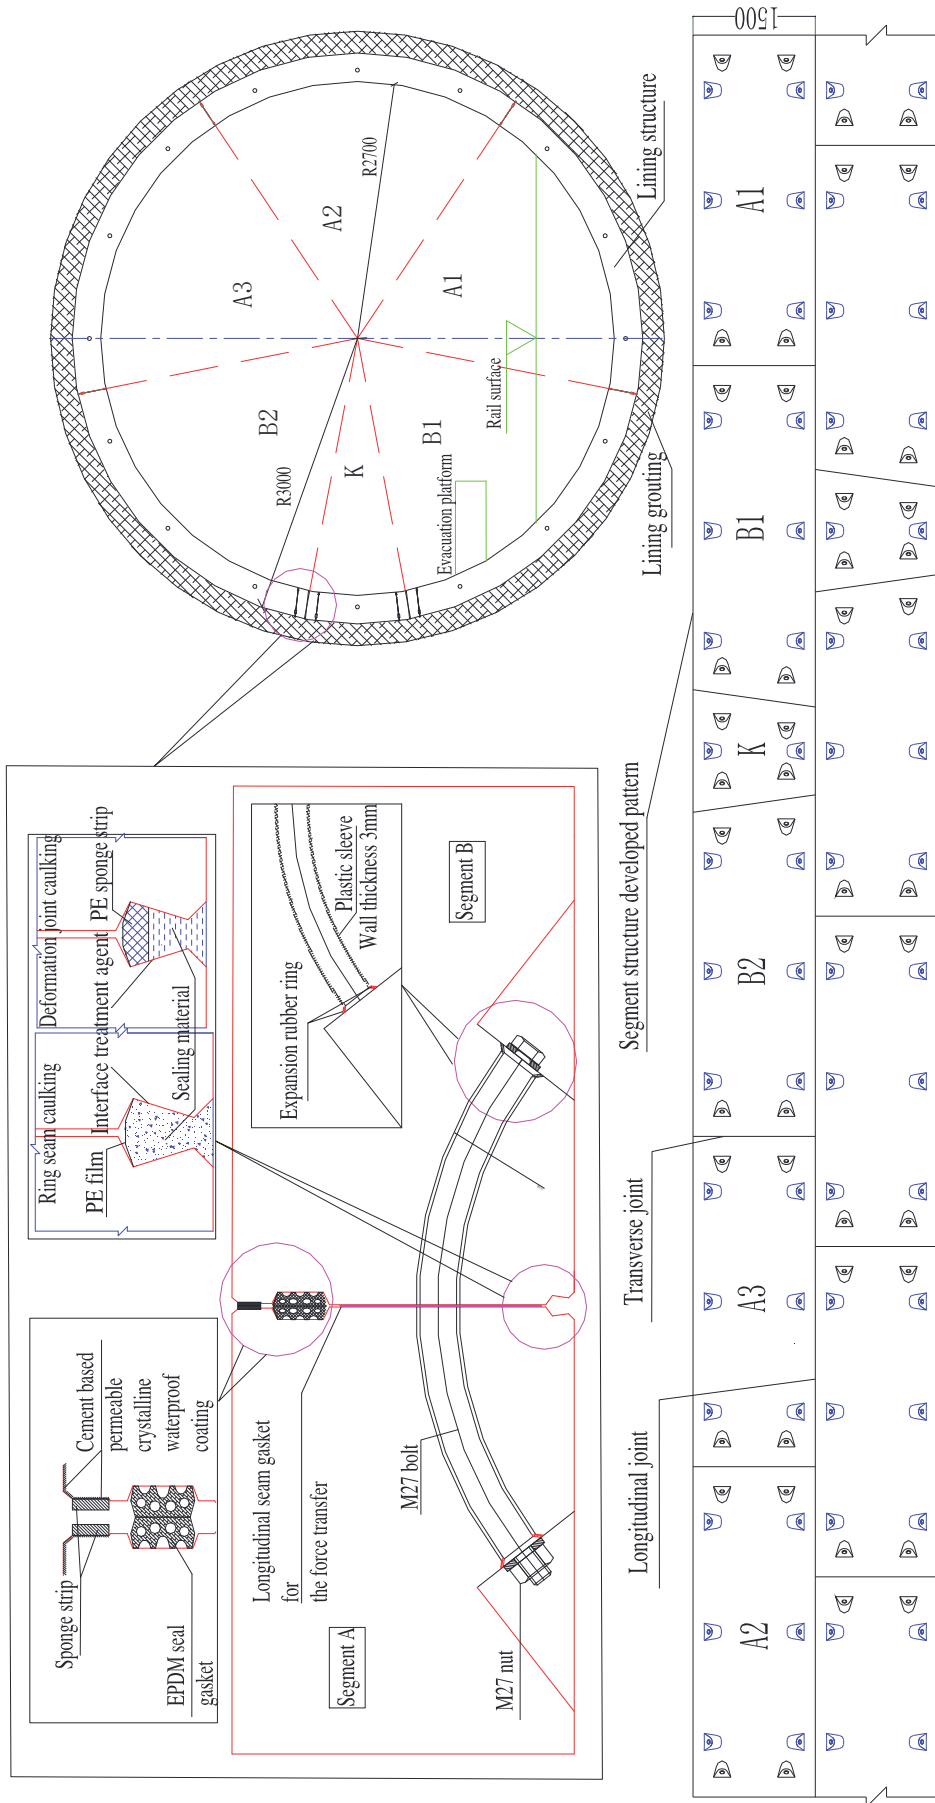 Cement based
permeable
crystalline
waterproof
coating
Sponge strip
EPDM seal
gasket
Ring seam caulking
PE film
Deformation joint caulking
Interface treatment agent
PE sponge strip
Sealing material
Longitudinal seam gasket
for
the force transfer
Segment A
M27 nut
M27 bolt
Expansion rubber ring
Plastic sleeve
Wall thickness 3mm
Segment B
R3000
R2700
B2
A3
A2
K
B1
A1
Evacuation platform
Rail surface
Lining grouting
Lining structure
Longitudinal joint
Transverse joint
Segment structure developed pattern
1500
A2
A3
B2
K
B1
A1